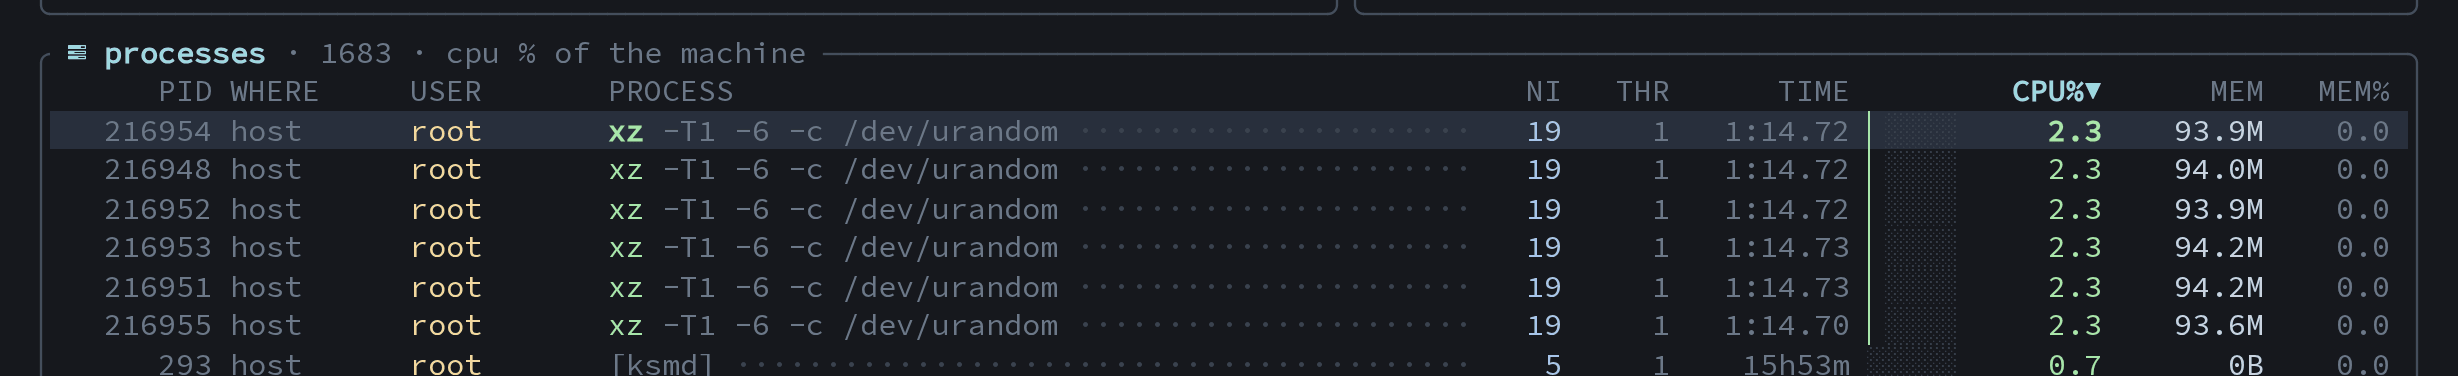 processes · 1683 · cpu % of the machine
PID WHERE USER PROCESS NI THR TIME CPU%▼ MEM MEM%
216954 host root xz -T1 -6 -c /dev/urandom 19 1 1:14.72 2.3 93.9M 0.0
216948 host root xz -T1 -6 -c /dev/urandom 19 1 1:14.72 2.3 94.0M 0.0
216952 host root xz -T1 -6 -c /dev/urandom 19 1 1:14.72 2.3 93.9M 0.0
216953 host root xz -T1 -6 -c /dev/urandom 19 1 1:14.73 2.3 94.2M 0.0
216951 host root xz -T1 -6 -c /dev/urandom 19 1 1:14.73 2.3 94.2M 0.0
216955 host root xz -T1 -6 -c /dev/urandom 19 1 1:14.70 2.3 93.6M 0.0
293 host root [ksmd] 5 1 15h53m 0.7 0B 0.0